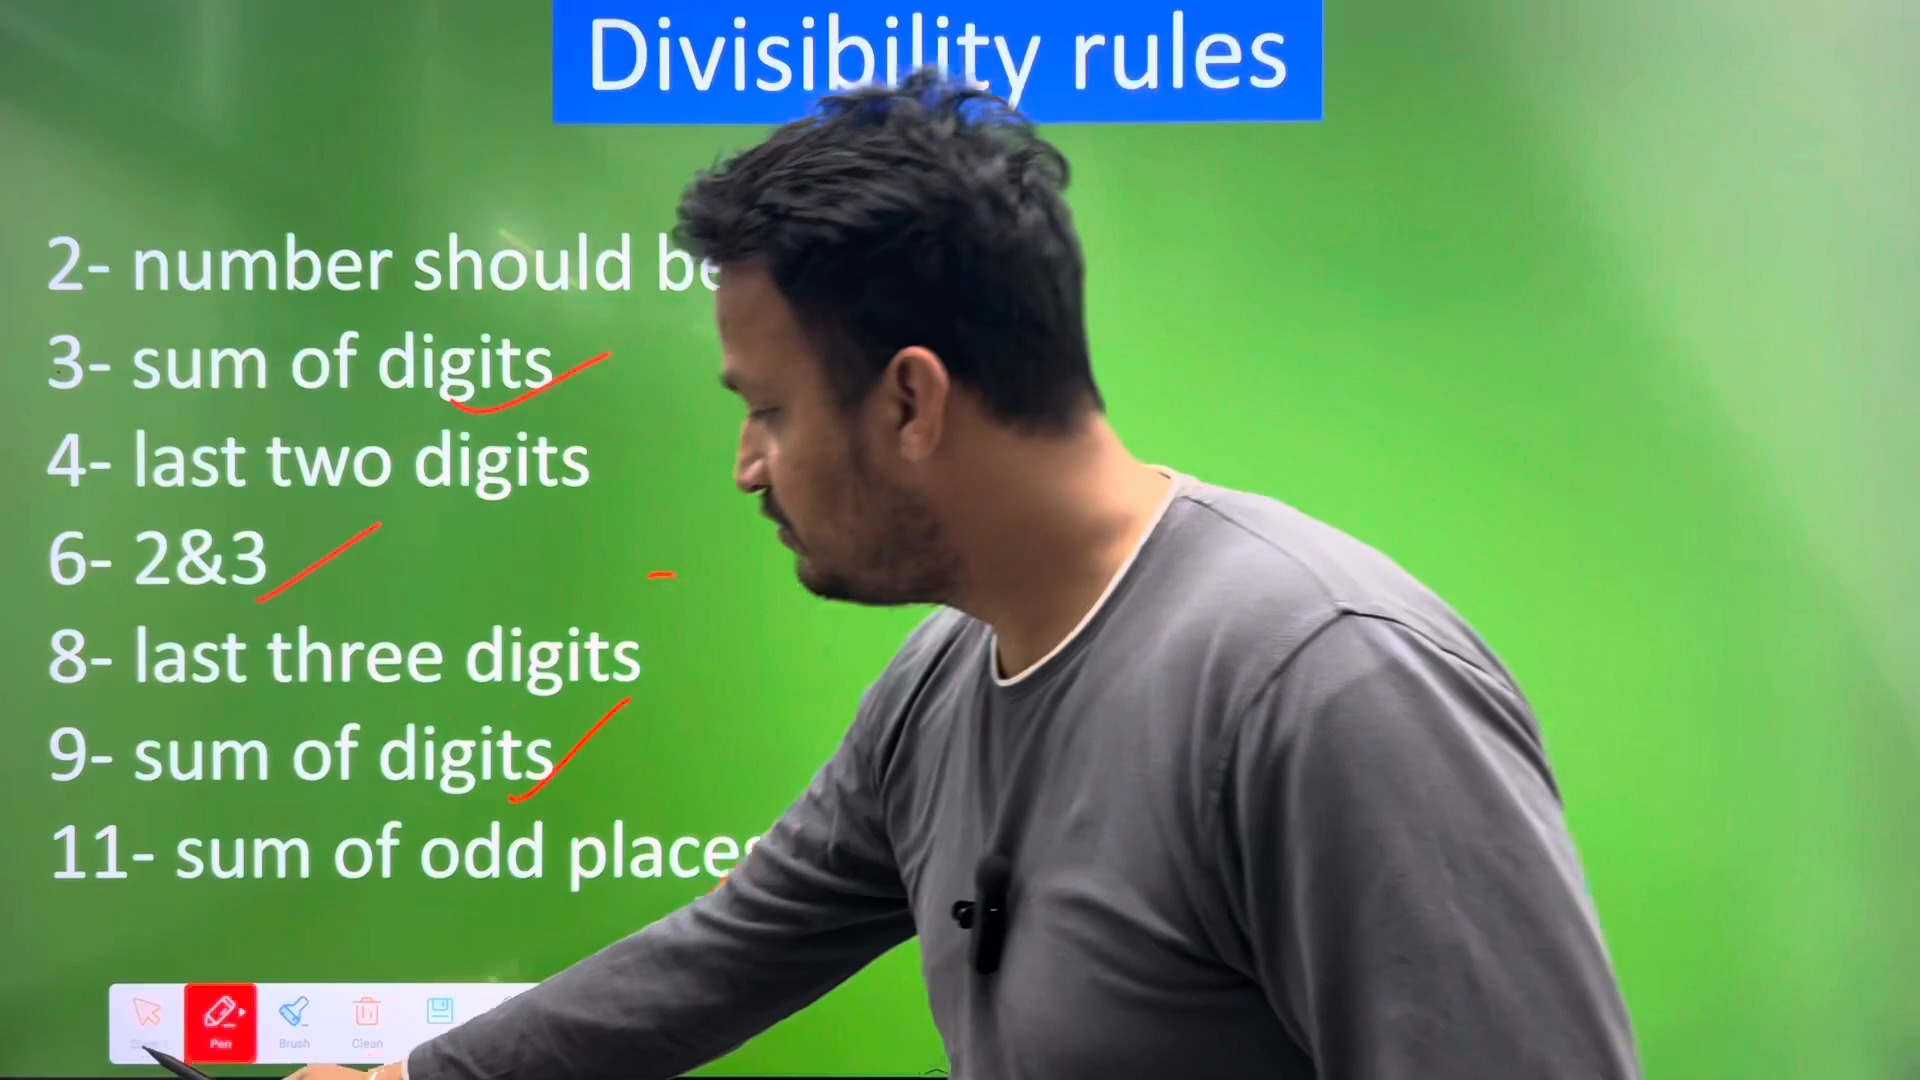 Divisibility rules
2- number should be
3- sum of digits
4- last two digits
6- 2&3
8- last three digits
9- sum of digits
11- sum of odd places
Pen
Brush
Clean